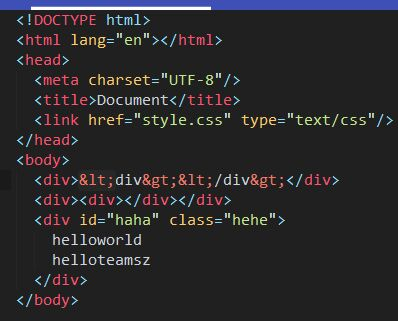 <!DOCTYPE html>
<html lang="en"></html>
<head>
<meta charset="UTF-8"/>
<title>Document</title>
<link href="style.css" type="text/css"/>
</head>
<body>
<div>&lt;div&gt;&lt;/div&gt;</div>
<div><div></div></div>
<div id="haha" class="hehe">
helloworld
helloteamsz
</div>
</body>